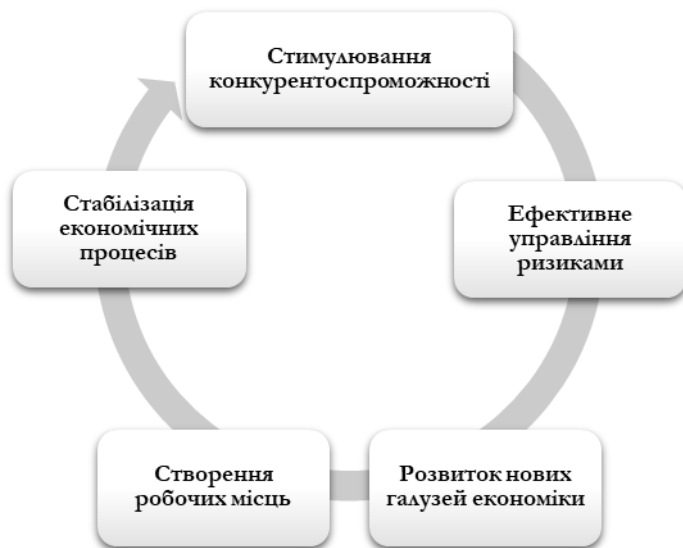 Стимулювання
конкурентоспроможності
Ефективне
управління
ризиками
Розвиток нових
галузей економіки
Створення
робочих місць
Стабілізація
економічних
процесів